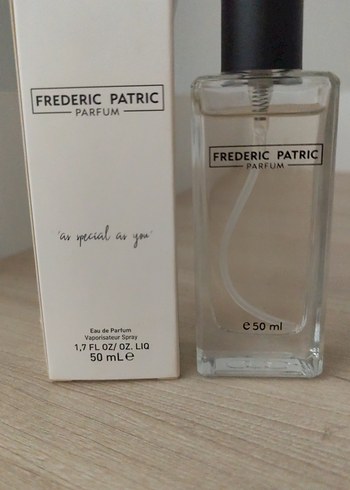 FREDERIC PATRIC
PARFUM
'as special as you'
Eau de Parfum
Vaporisateur Spray
1,7 FL OZ/ OZ. LIQ
50 mL ℮
FREDERIC PATRIC
PARFUM
℮ 50 ml